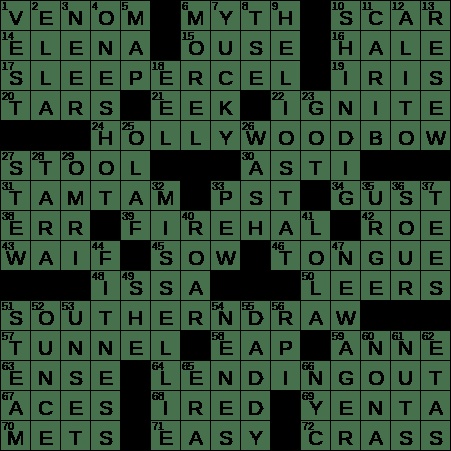 1 2 3 4 5 6 7 8 9 10 11 12 13
V E N O M M Y T H S C A R
14 15 16
E L E N A O U S E H A L E
17 18 19
S L E E P E R C E L I R I S
20 21 22 23
T A R S E E K I G N I T E
24 25 26
H O L L Y W O O D B O W
27 28 29 30
S T O O L A S T I
31 32 33 34 35 36 37
T A M T A M P S T G U S T
38 39 40 41 42
E R R F I R E H A L R O E
43 44 45 46 47
W A I F S O W T O N G U E
48 49 50
I S S A L E E R S
51 52 53 54 55 56
S O U T H E R N D R A W
57 58 59 60 61 62
T U N N E L E A P A N N E
63 64 65 66
E N S E L E N D I N G O U T
67 68 69
A C E S I R E D Y E N T A
70 71 72
M E T S E A S Y C R A S S